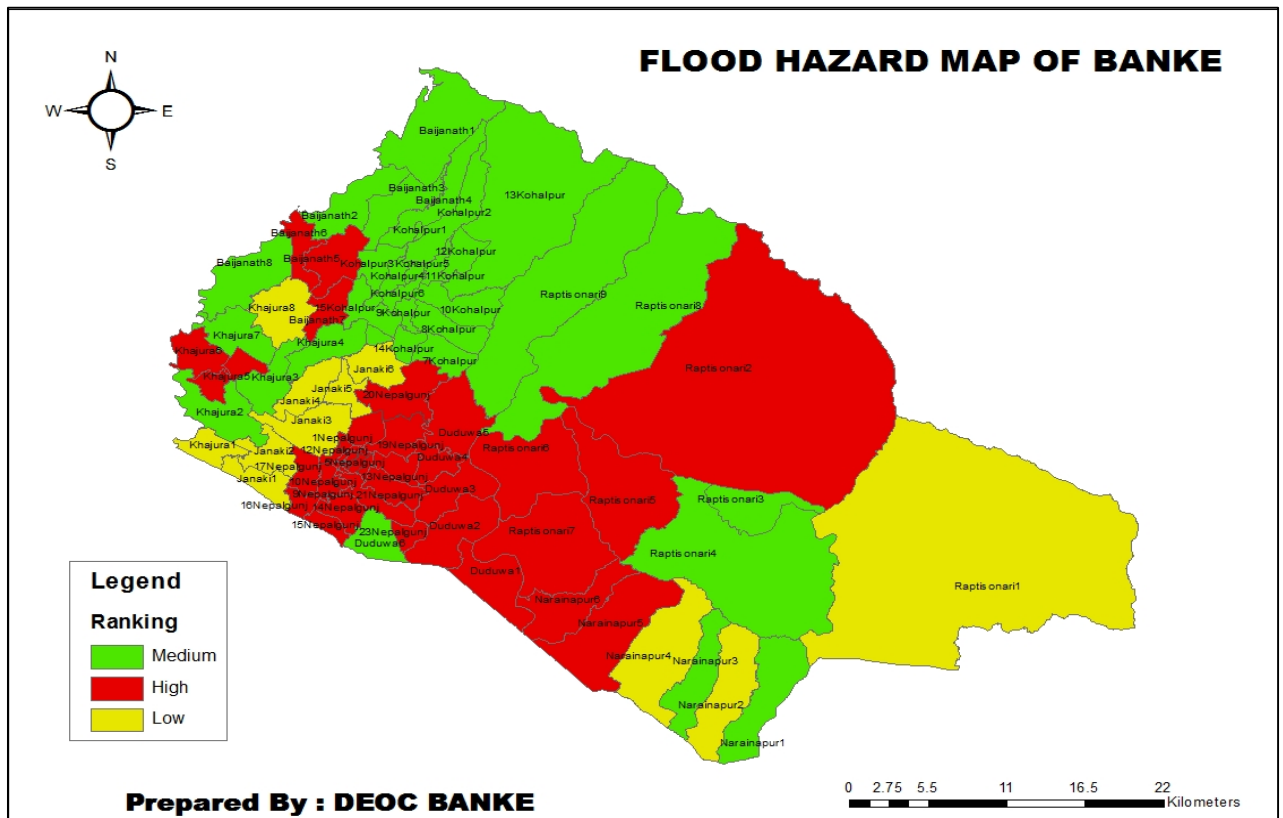 FLOOD HAZARD MAP OF BANKE
N
W
E
S
Baijanath1
Baijanath3
13Kohalpur
Baijanath4
Kohalpur2
Baijanath2
Kohalpur1
Baijanath6
12Kohalpur
Baijanath5
Baijanath8
Kohalpur3
Kohalpur5
Kohalpur4
11Kohalpur
Kohalpur6
Raptisonari9
Raptisonari8
Khajura8
15Kohalpur
9Kohalpur
10Kohalpur
Baijanath7
8Kohalpur
Khajura7
Khajura4
14Kohalpur
7Kohalpur
Khajura6
Janaki6
Raptisonari2
Khajura5
Khajura3
Janaki5
20Nepalgunj
Janaki4
Khajura2
Janaki3
Duduwa5
1Nepalgunj
19Nepalgunj
Raptisonari6
Khajura1
Janaki2
12Nepalgunj
Duduwa4
17Nepalgunj
13Nepalgunj
Janaki1
Duduwa3
21Nepalgunj
Raptisonari5
Raptisonari3
16Nepalgunj
14Nepalgunj
15Nepalgunj
23Nepalgunj
Duduwa2
Raptisonari7
Duduwa6
Raptisonari4
Duduwa1
Raptisonari1
Narainapur6
Narainapur5
Narainapur4
Narainapur3
Narainapur2
Narainapur1
Legend
Ranking
Medium
High
Low
Prepared By : DEOC BANKE
0 2.75 5.5 11 16.5 22
Kilometers